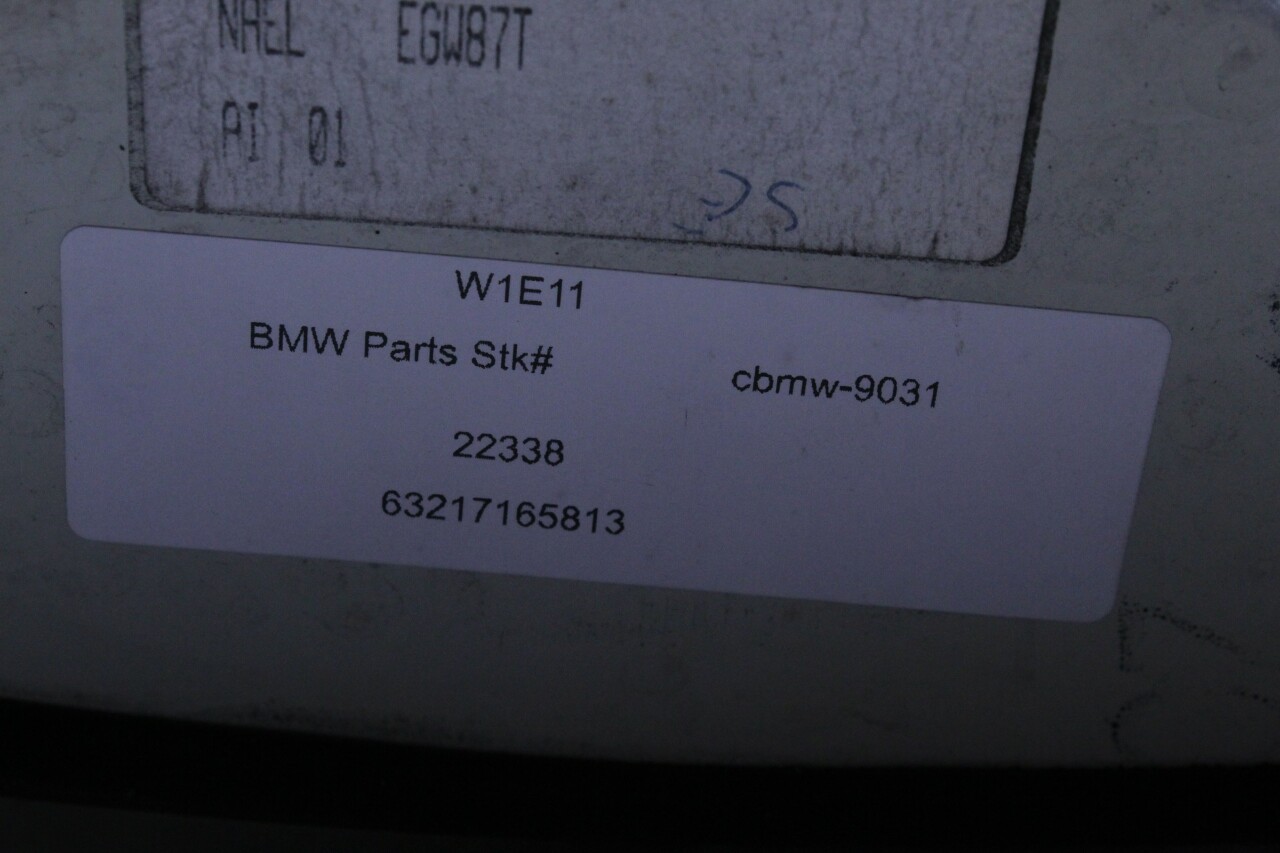 NAEL EGW87T
AI 01
W1E11
BMW Parts Stk# cbmw-9031
22338
63217165813